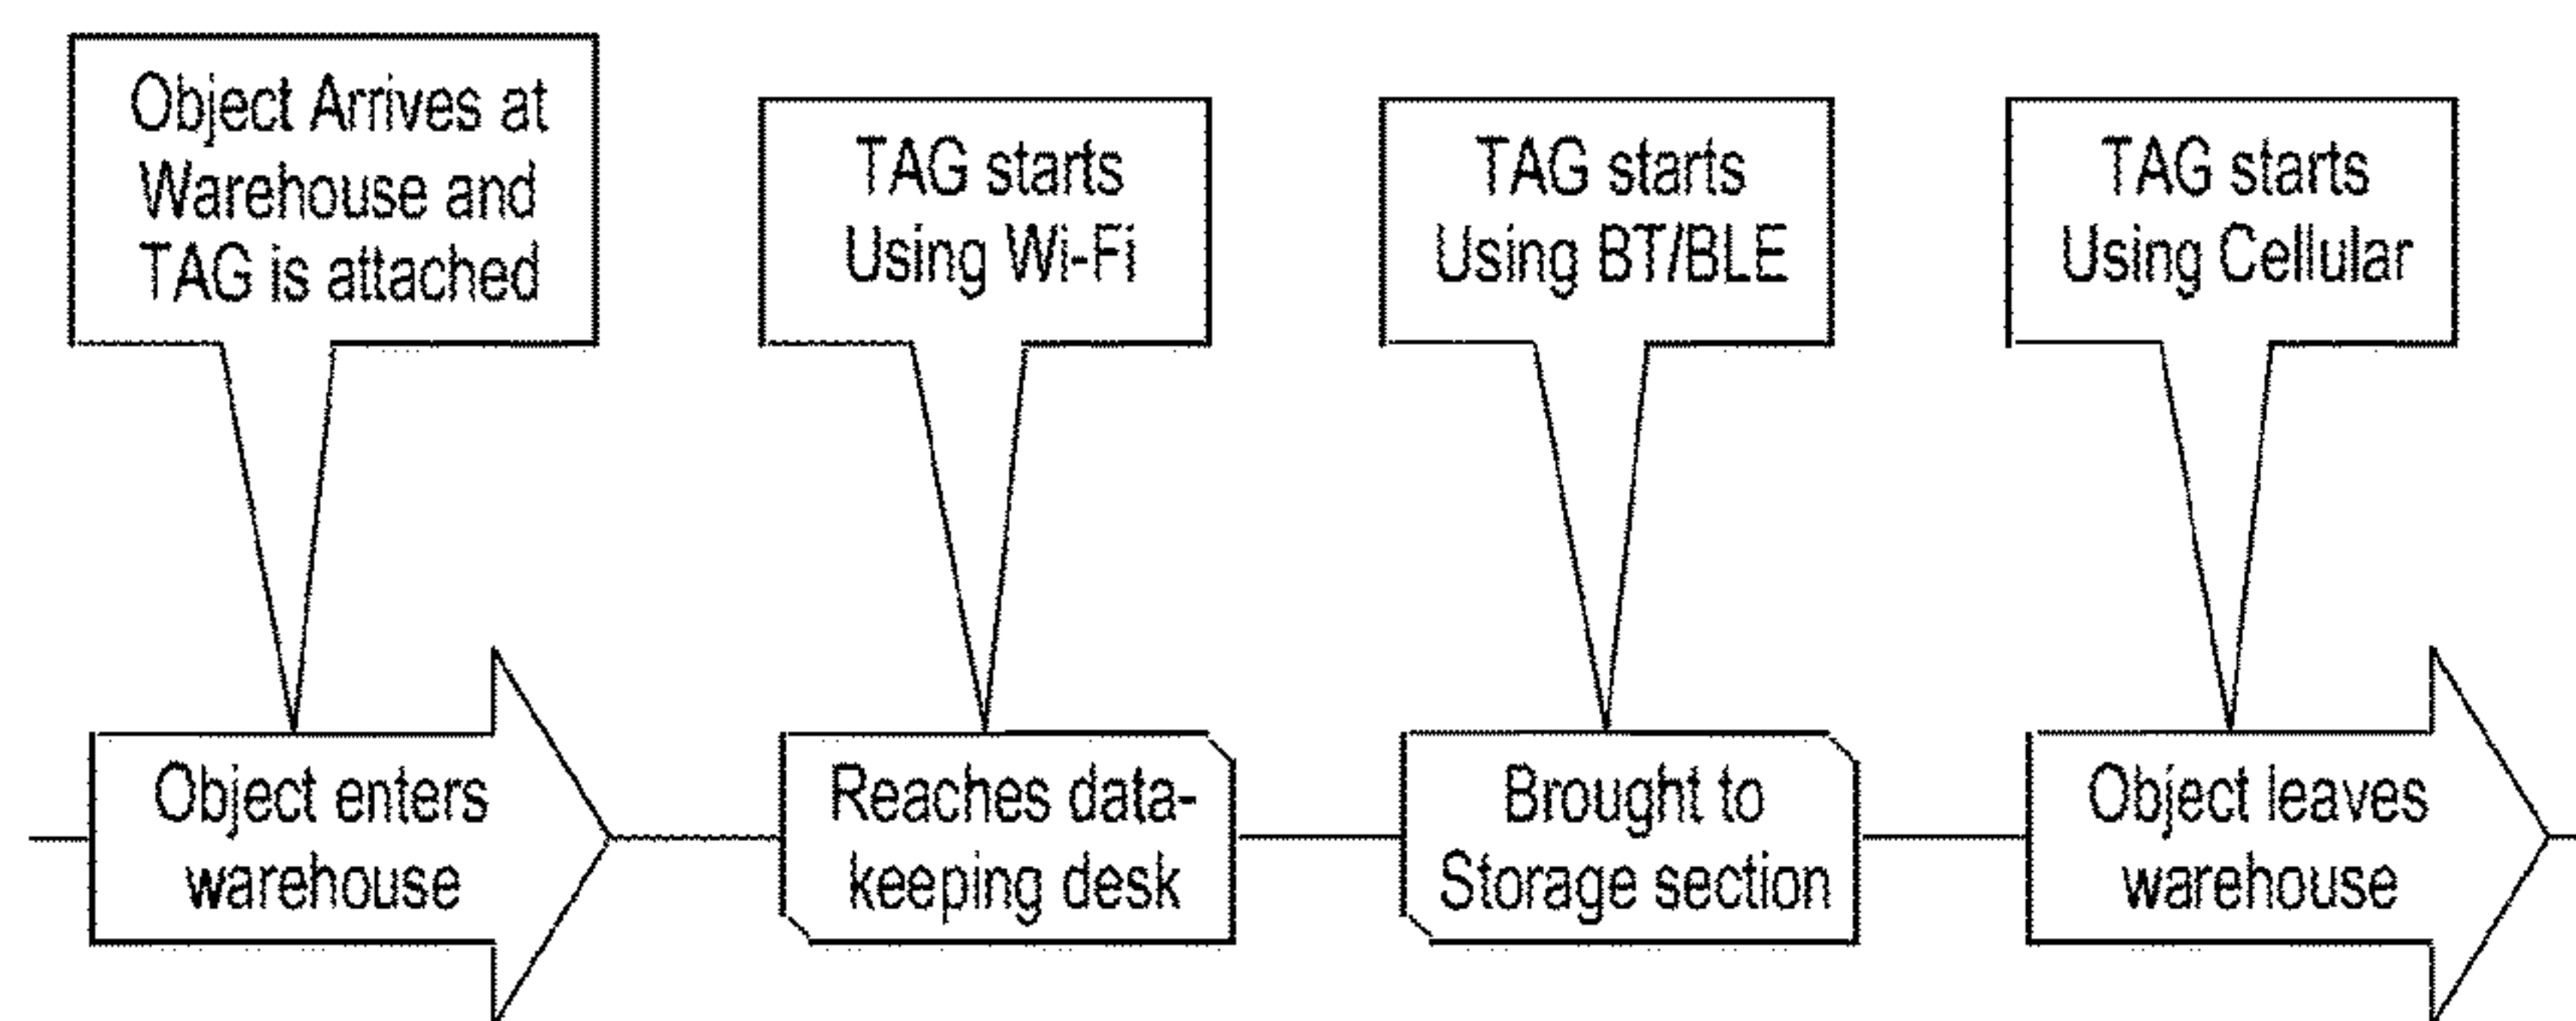 Object Arrives at
Warehouse and
TAG is attached
TAG starts
Using Wi-Fi
TAG starts
Using BT/BLE
TAG starts
Using Cellular
Object enters
warehouse
Reaches data-
keeping desk
Brought to
Storage section
Object leaves
warehouse